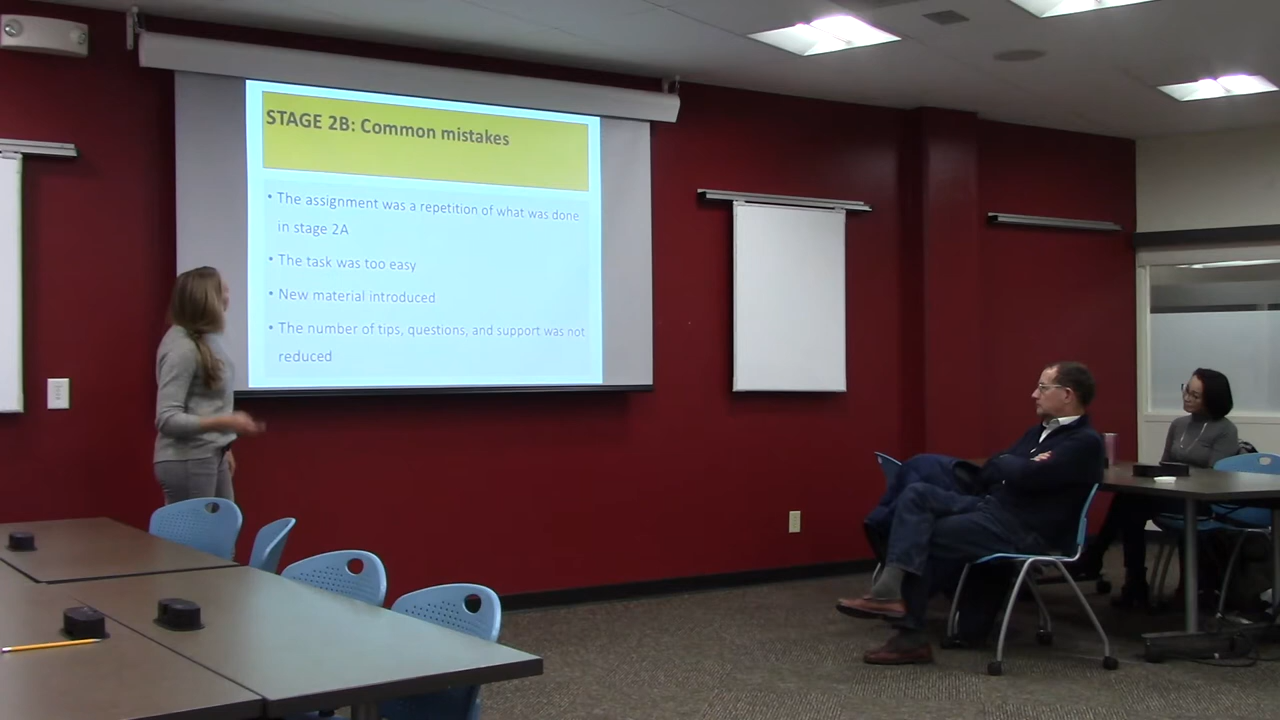 STAGE 2B: Common mistakes
• The assignment was a repetition of what was done
in stage 2A
• The task was too easy
• New material introduced
• The number of tips, questions, and support was not
reduced